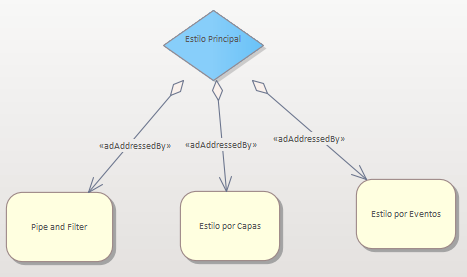 Estilo Principal
«adAddressedBy»
«adAddressedBy»
«adAddressedBy»
Pipe and Filter
Estilo por Capas
Estilo por Eventos